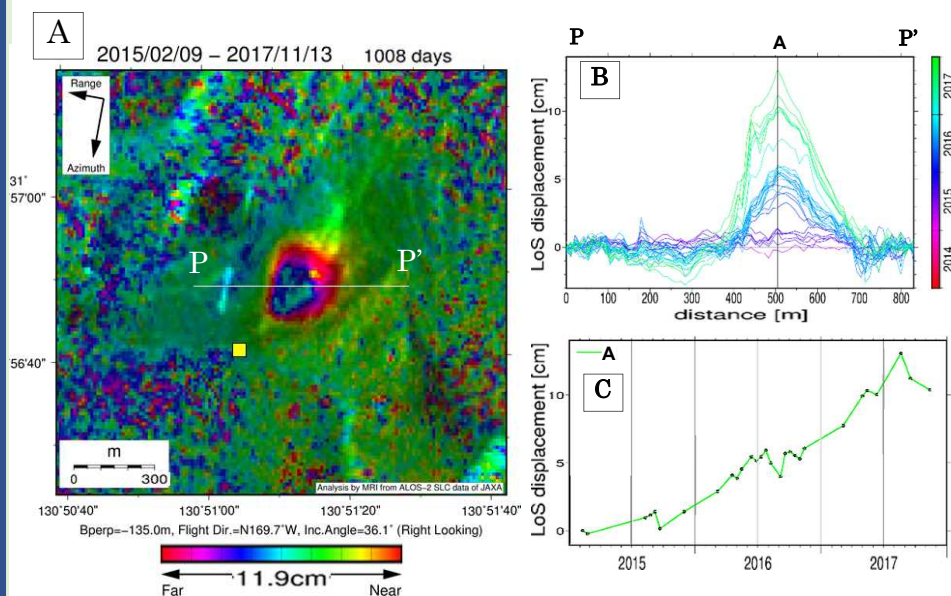 A
2015/02/09 – 2017/11/13 1008 days
Range
Azimuth
31˚
57'00"
56'40"
P
P'
m
0 300
Analysis by MRI from ALOS−2 SLC data of JAXA
130˚50'40" 130˚51'00" 130˚51'20" 130˚51'40"
Bperp=−135.0m, Flight Dir.=N169.7˚W, Inc.Angle=36.1˚ (Right Looking)
11.9cm
Far Near
P A P'
B
LoS displacement [cm]
10
5
0
0 100 200 300 400 500 600 700 800
distance [m]
2017
2016
2015
2014
A
C
LoS displacement [cm]
10
5
0
2015 2016 2017